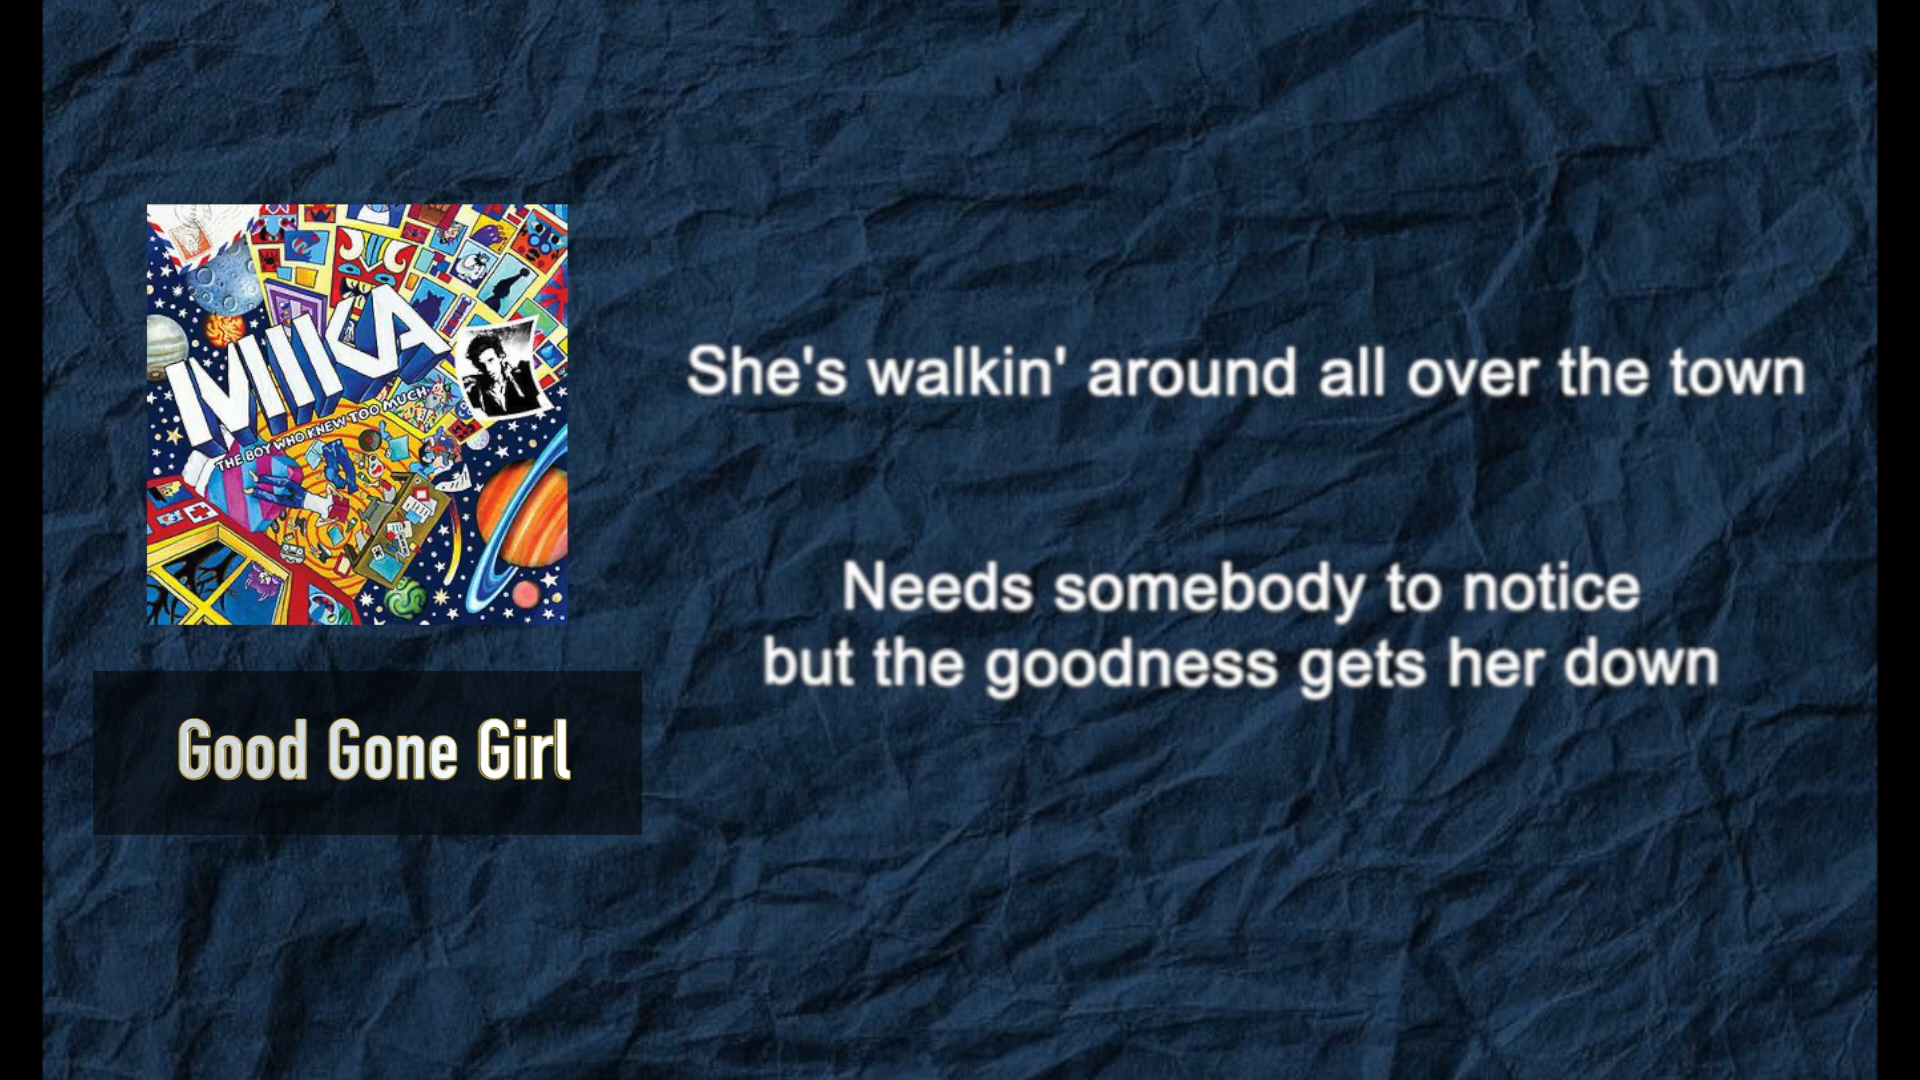 MIKA
THE BOY WHO KNEW TOO MUCH
Good Gone Girl
She's walkin' around all over the town
Needs somebody to notice
but the goodness gets her down